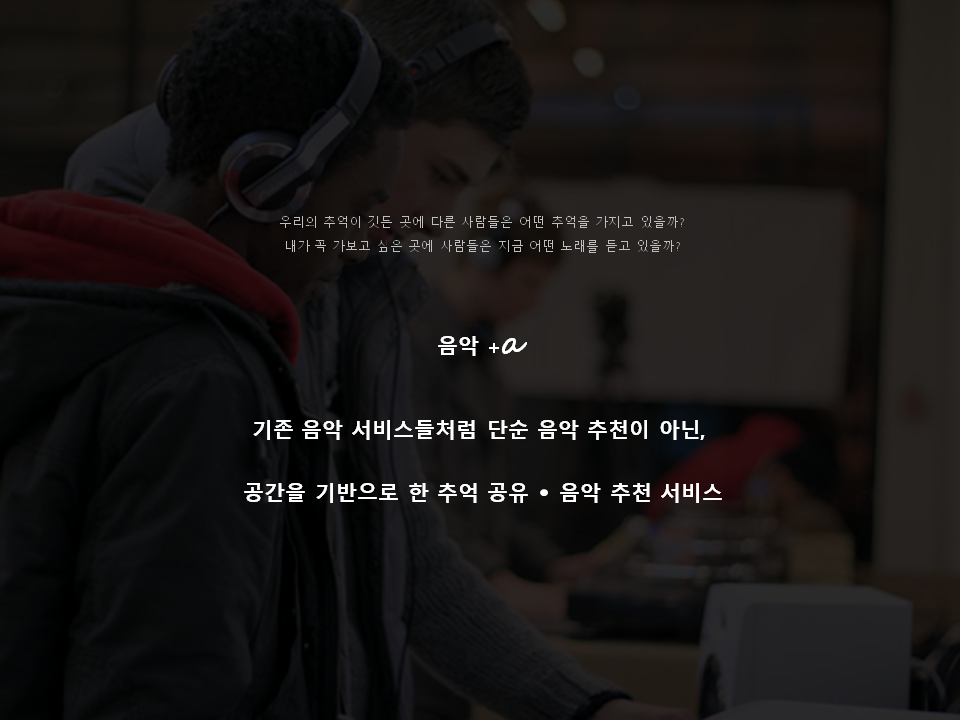 우리의 추억이 깃든 곳에 다른 사람들은 어떤 추억을 가지고 있을까?
내가 꼭 가보고 싶은 곳에 사람들은 지금 어떤 노래를 듣고 있을까?
음악 +a
기존 음악 서비스들처럼 단순 음악 추천이 아닌,
공간을 기반으로 한 추억 공유 • 음악 추천 서비스